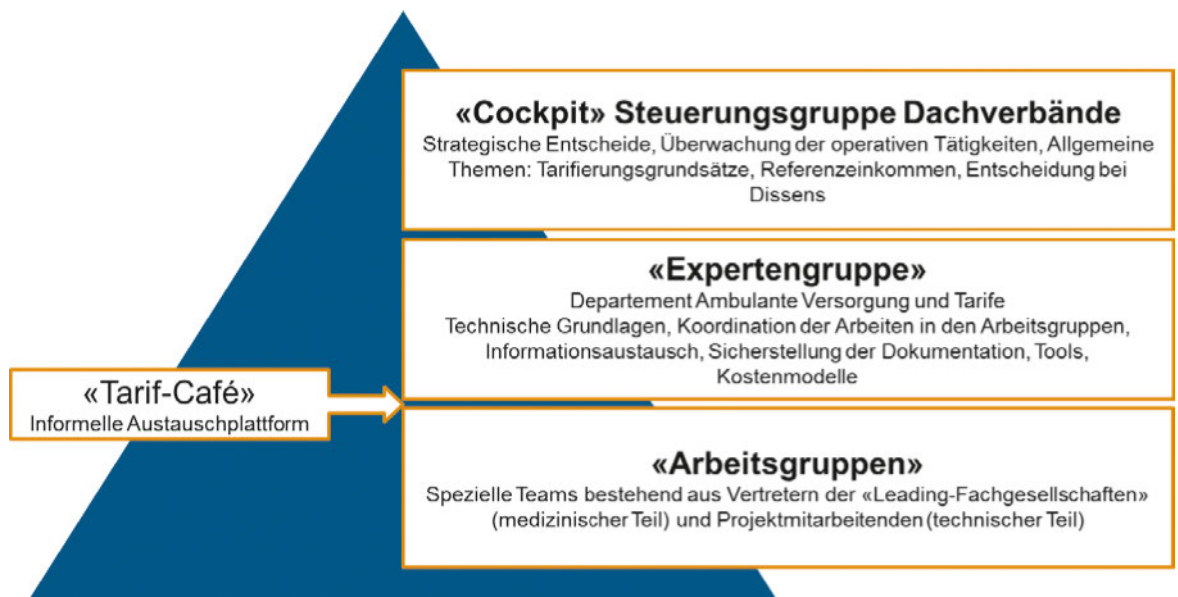 «Cockpit» Steuerungsgruppe Dachverbände
Strategische Entscheide, Überwachung der operativen Tätigkeiten, Allgemeine
Themen: Tarifierungsgrundsätze, Referenzeinkommen, Entscheidung bei
Dissens
«Expertengruppe»
Departement Ambulante Versorgung und Tarife
Technische Grundlagen, Koordination der Arbeiten in den Arbeitsgruppen,
Informationsaustausch, Sicherstellung der Dokumentation, Tools,
Kostenmodelle
«Tarif-Café»
Informelle Austauschplattform
«Arbeitsgruppen»
Spezielle Teams bestehend aus Vertretern der «Leading-Fachgesellschaften»
(medizinischer Teil) und Projektmitarbeitenden (technischer Teil)